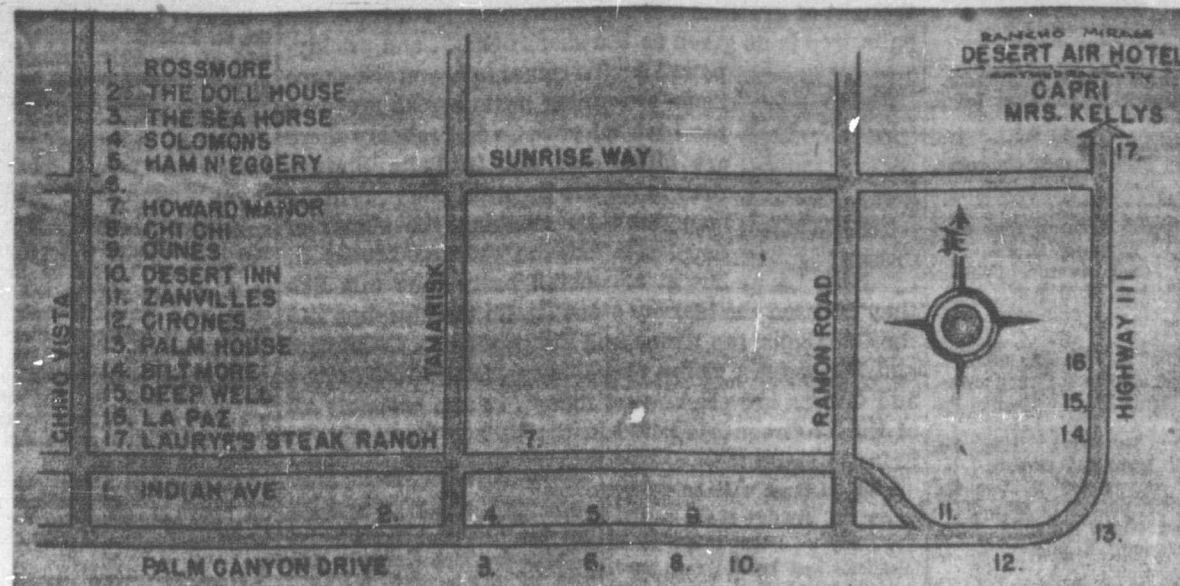 1. ROSSMORE
2. THE DOLL HOUSE
3. THE SEA HORSE
4. SOLOMONS
5. HAM N'EGGERY
6.
7. HOWARD MANOR
8. CHI CHI
9. DUNES
10. DESERT INN
11. ZANVILLES
12. CIRONES
13. PALM HOUSE
14. BILTMORE
15. DEEP WELL
16. LA PAZ
17. LAURYE'S STEAK RANCH
RANCHO MIRAGE
DESERT AIR HOTEL
CATHEDRAL CITY
CAPRI
MRS. KELLYS
17.
SUNRISE WAY
CHINO VISTA
TAMARISK
RAMON ROAD
HIGHWAY 111
16.
15.
14.
7.
1. INDIAN AVE
2. 4. 5. 9. 11.
13.
PALM CANYON DRIVE 3. 6. 8. 10. 12.